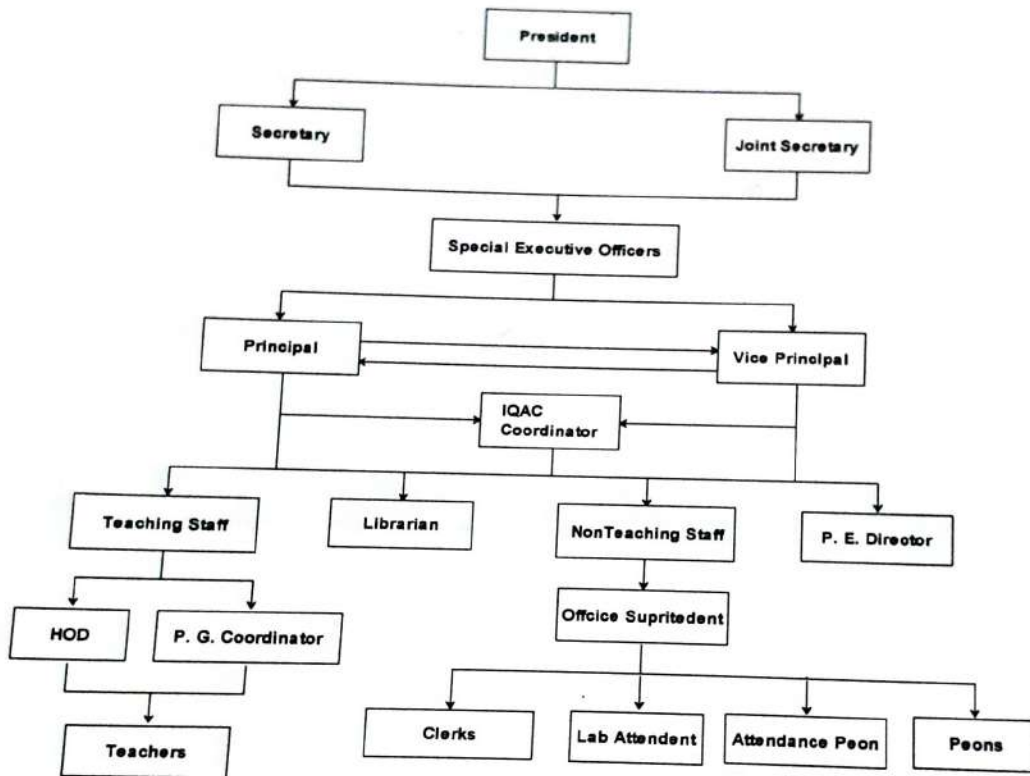 President
Secretary
Joint Secretary
Special Executive Officers
Principal
Vice Principal
IQAC
Coordinator
Teaching Staff
Librarian
NonTeaching Staff
P. E. Director
HOD
P. G. Coordinator
Offcice Supritedent
Clerks
Lab Attendent
Attendance Peon
Peons
Teachers